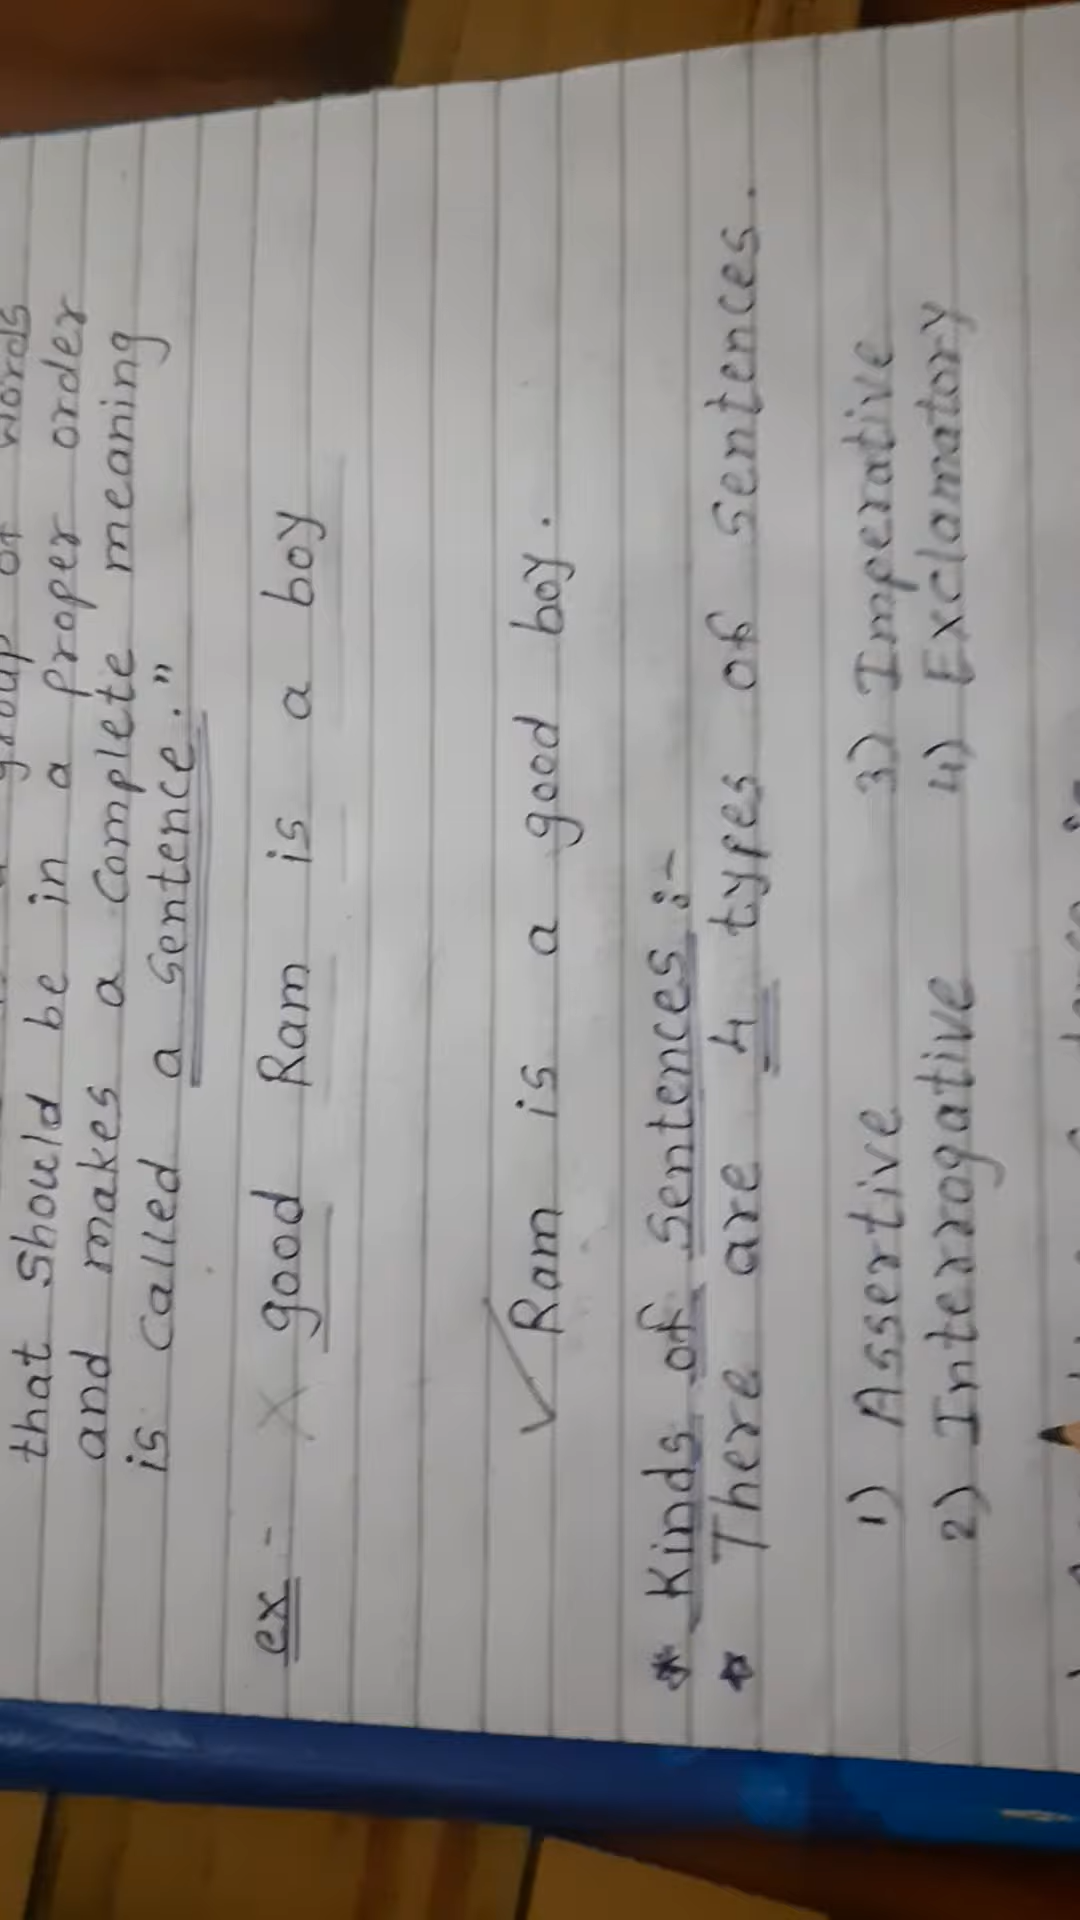 group of words
that should be in a proper order
and makes a complete meaning
is called a sentence."
ex - ✗ good Ram is a boy
✓ Ram is a good boy.
* Kinds of Sentences :-
* There are 4 types of sentences.
1) Assertive 3) Imperative
2) Interrogative 4) Exclamatory